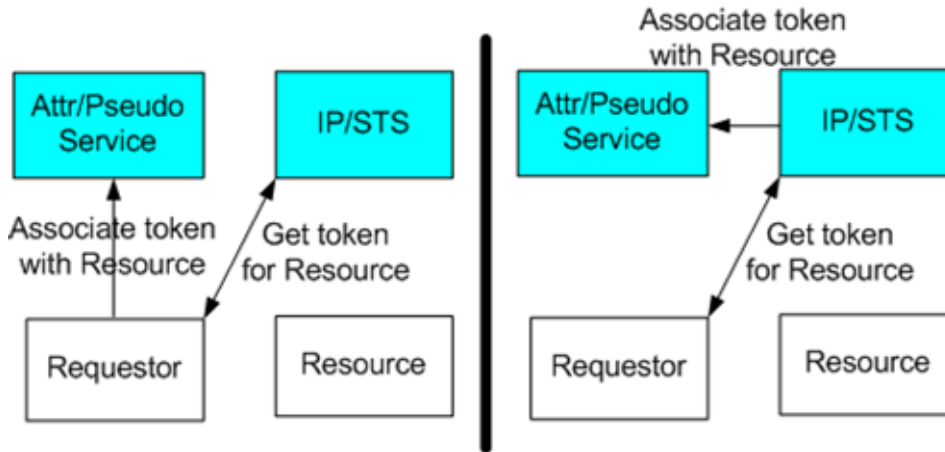 Attr/Pseudo
Service
IP/STS
Associate token
with Resource
Get token
for Resource
Requestor
Resource
Associate token
with Resource
Attr/Pseudo
Service
IP/STS
Get token
for Resource
Requestor
Resource